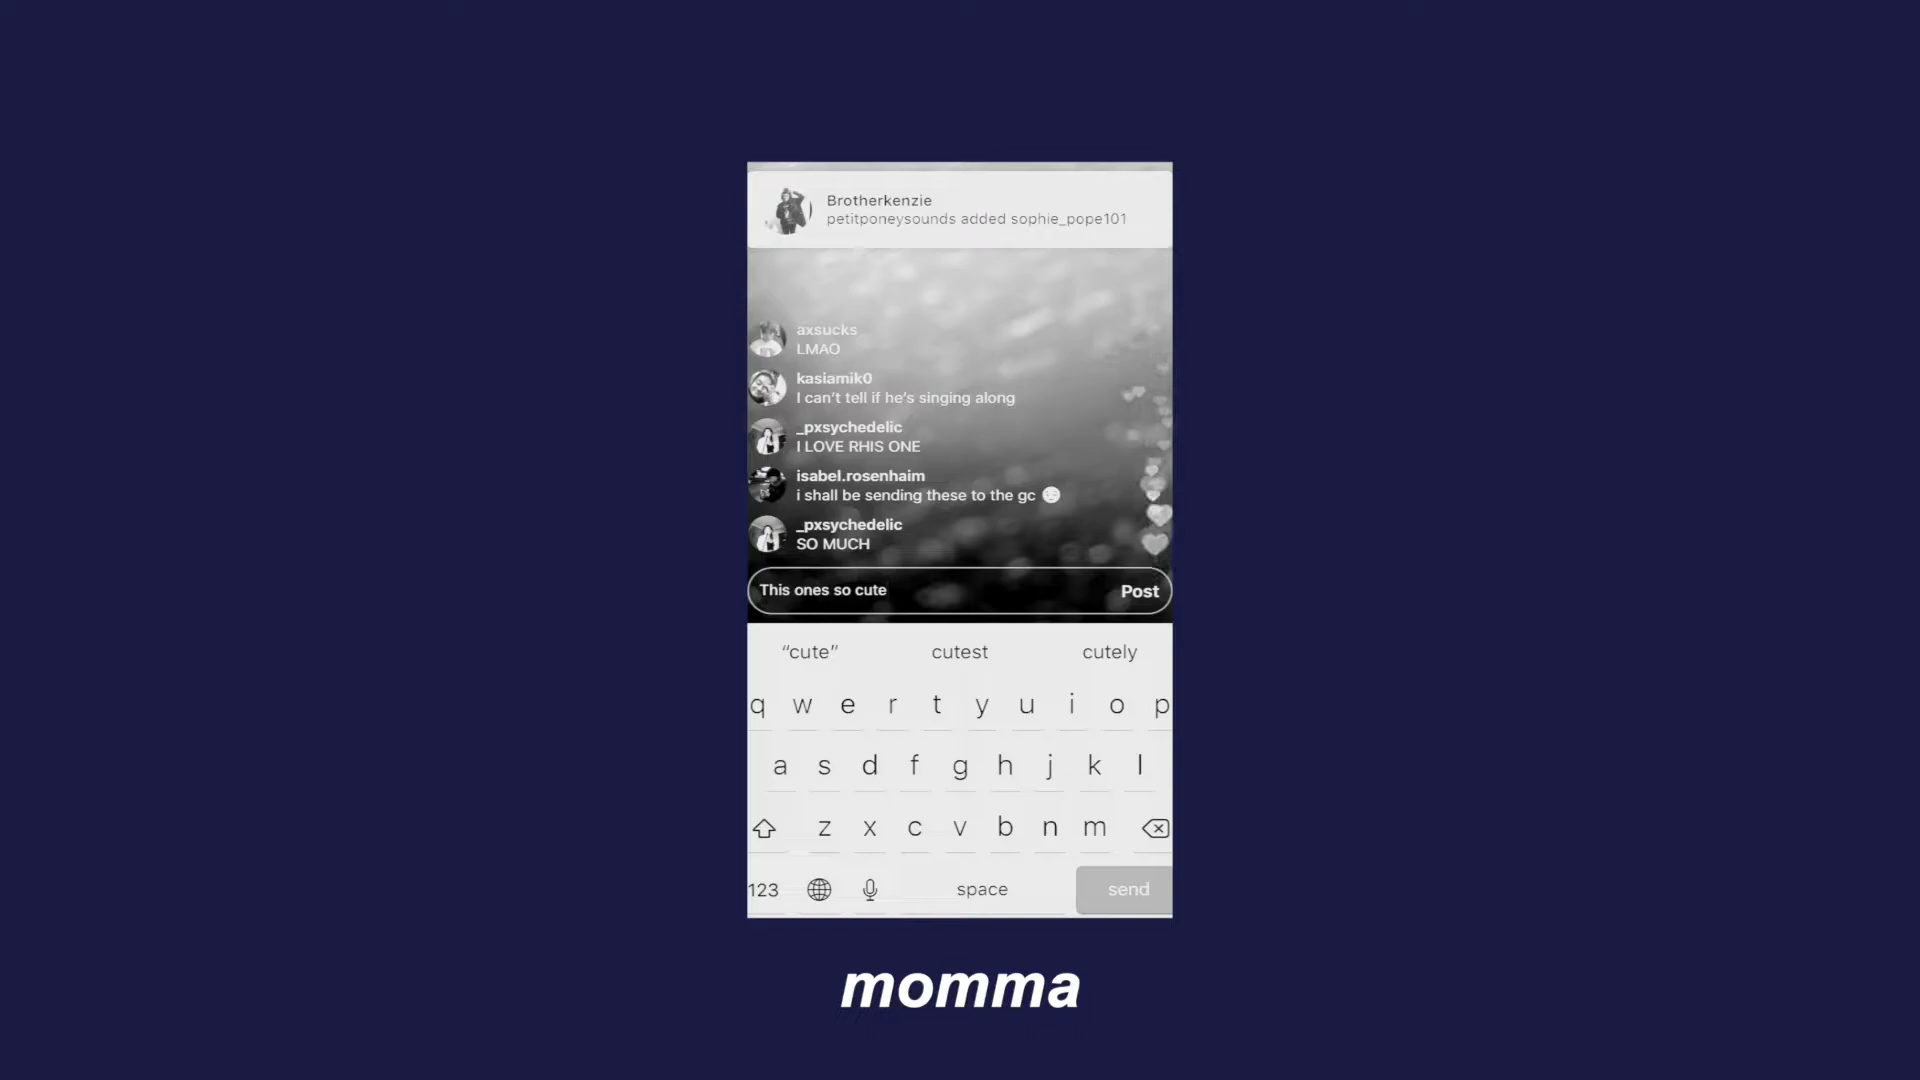 Brotherkenzie
petitponeysounds added sophie_pope101
axsucks
LMAO
kasiamik0
I can't tell if he's singing along
_pxsychedelic
I LOVE RHIS ONE
isabel.rosenhaim
i shall be sending these to the gc 😔
_pxsychedelic
SO MUCH
This ones so cute Post
“cute” cutest cutely
q w e r t y u i o p
a s d f g h j k l
z x c v b n m
123 space send
momma